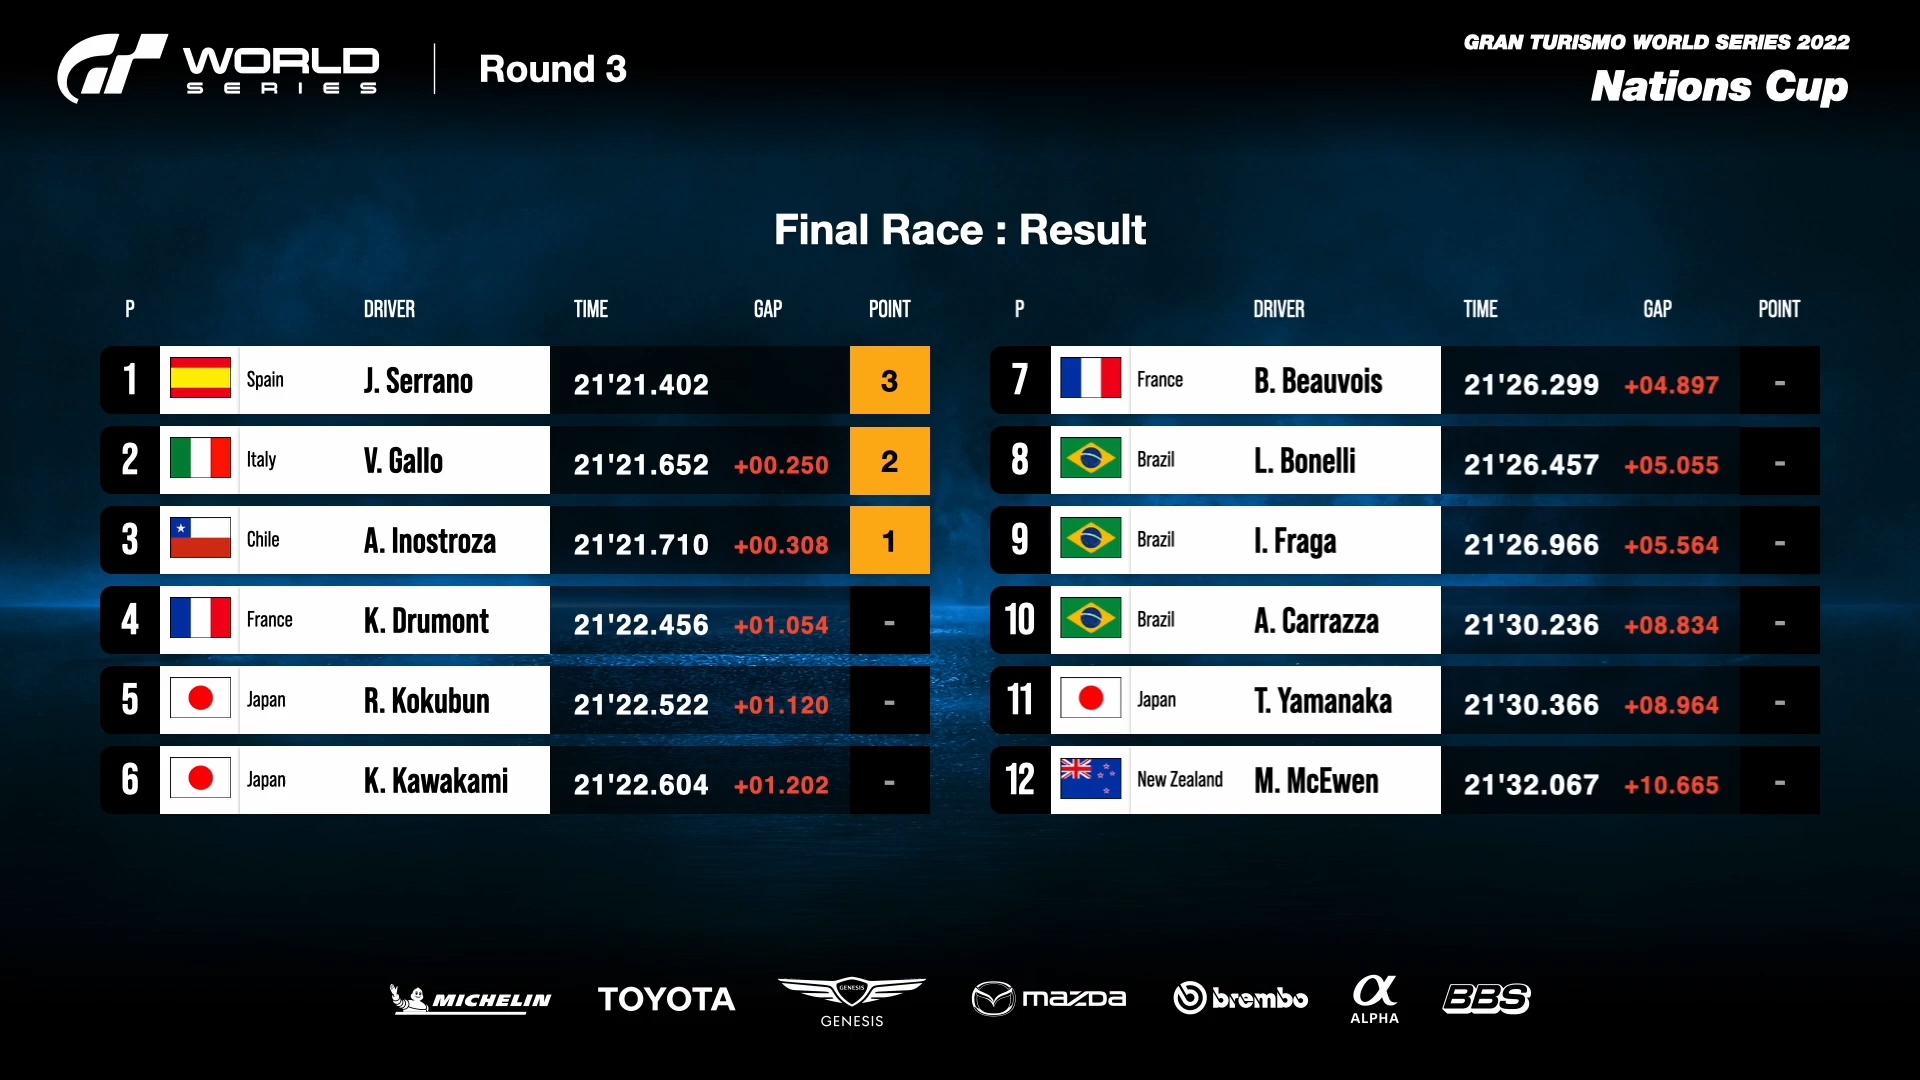 GT WORLD SERIES
Round 3
GRAN TURISMO WORLD SERIES 2022
Nations Cup
Final Race : Result
P DRIVER TIME GAP POINT
1 Spain J. Serrano 21'21.402 3
2 Italy V. Gallo 21'21.652 +00.250 2
3 Chile A. Inostroza 21'21.710 +00.308 1
4 France K. Drumont 21'22.456 +01.054 -
5 Japan R. Kokubun 21'22.522 +01.120 -
6 Japan K. Kawakami 21'22.604 +01.202 -
P DRIVER TIME GAP POINT
7 France B. Beauvois 21'26.299 +04.897 -
8 Brazil L. Bonelli 21'26.457 +05.055 -
9 Brazil I. Fraga 21'26.966 +05.564 -
10 Brazil A. Carrazza 21'30.236 +08.834 -
11 Japan T. Yamanaka 21'30.366 +08.964 -
12 New Zealand M. McEwen 21'32.067 +10.665 -
MICHELIN
TOYOTA
GENESIS
GENESIS
mazda
brembo
α
ALPHA
BBS